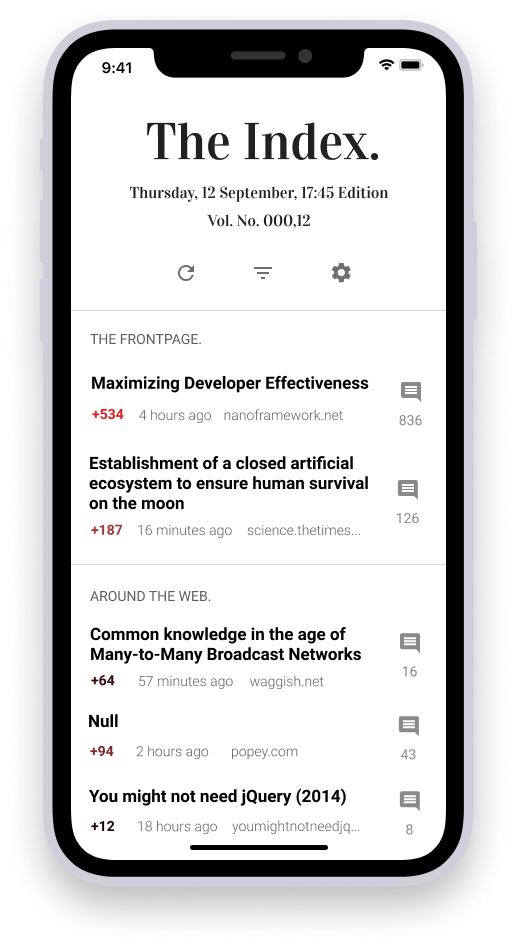 9:41
The Index.
Thursday, 12 September, 17:45 Edition
Vol. No. 000,12
THE FRONTPAGE.
Maximizing Developer Effectiveness
+534 4 hours ago nanoframework.net
836
Establishment of a closed artificial
ecosystem to ensure human survival
on the moon
+187 16 minutes ago science.thetimes...
126
AROUND THE WEB.
Common knowledge in the age of
Many-to-Many Broadcast Networks
+64 57 minutes ago waggish.net
16
Null
+94 2 hours ago popey.com
43
You might not need jQuery (2014)
+12 18 hours ago youmightnotneedjq...
8